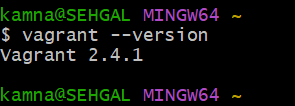 kamna@SEHGAL MINGW64 ~
$ vagrant --version
Vagrant 2.4.1
kamna@SEHGAL MINGW64 ~